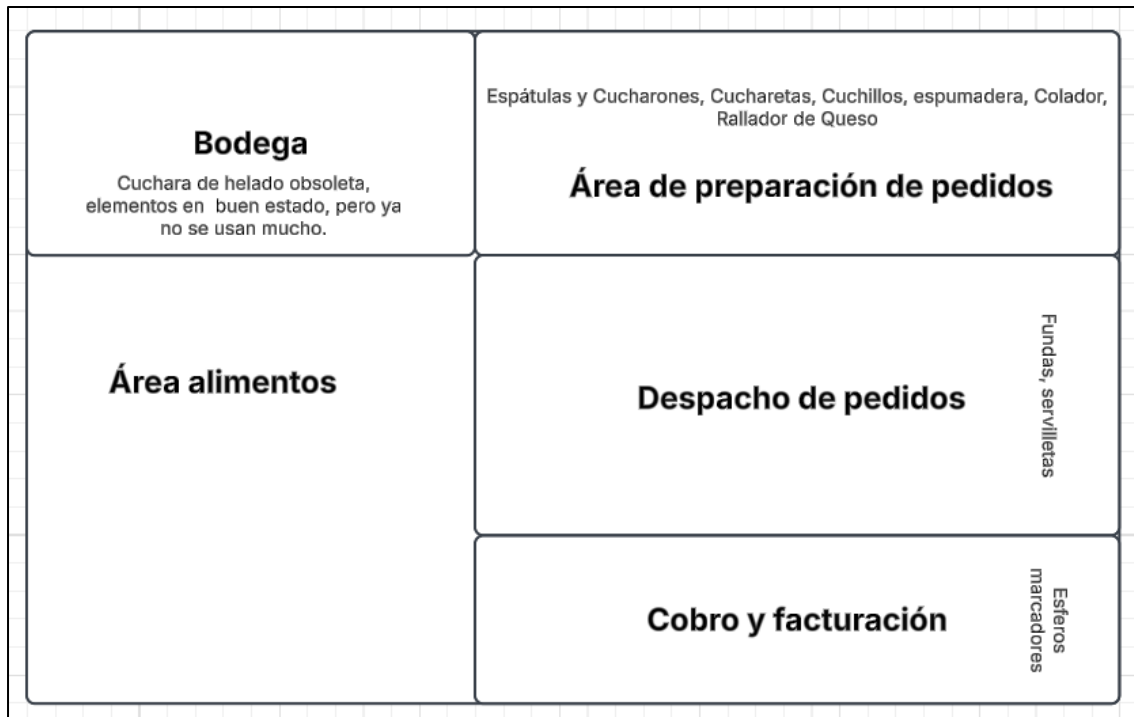 Bodega
Cuchara de helado obsoleta,
elementos en buen estado, pero ya
no se usan mucho.
Espátulas y Cucharones, Cucharetas, Cuchillos, espumadera, Colador,
Rallador de Queso
Área de preparación de pedidos
Área alimentos
Despacho de pedidos
Fundas, servilletas
Cobro y facturación
Esferos
marcadores